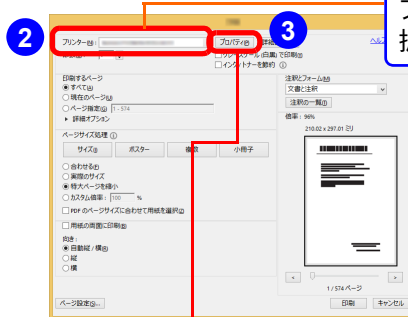 2
3
プリンター(N):
プロパティ(P)
詳細
ヘルプ
グレースケール(白黒)で印刷(Y)
インク/トナーを節約
印刷するページ
すべて(A)
現在のページ(U)
ページ指定(G) 1 - 574
詳細オプション
注釈とフォーム(M)
文書と注釈
注釈の一覧(T)
ページサイズ処理
サイズ(I)
ポスター
複数
小冊子
倍率: 96%
210.02 x 297.01 ミリ
合わせる(F)
実際のサイズ
特大ページを縮小
カスタム倍率: 100 %
PDF のページサイズに合わせて用紙を選択(Z)
用紙の両面に印刷(B)
向き:
自動縦 / 横(R)
縦
横
<
>
1 / 574 ページ
ページ設定(S)...
印刷
キャンセル